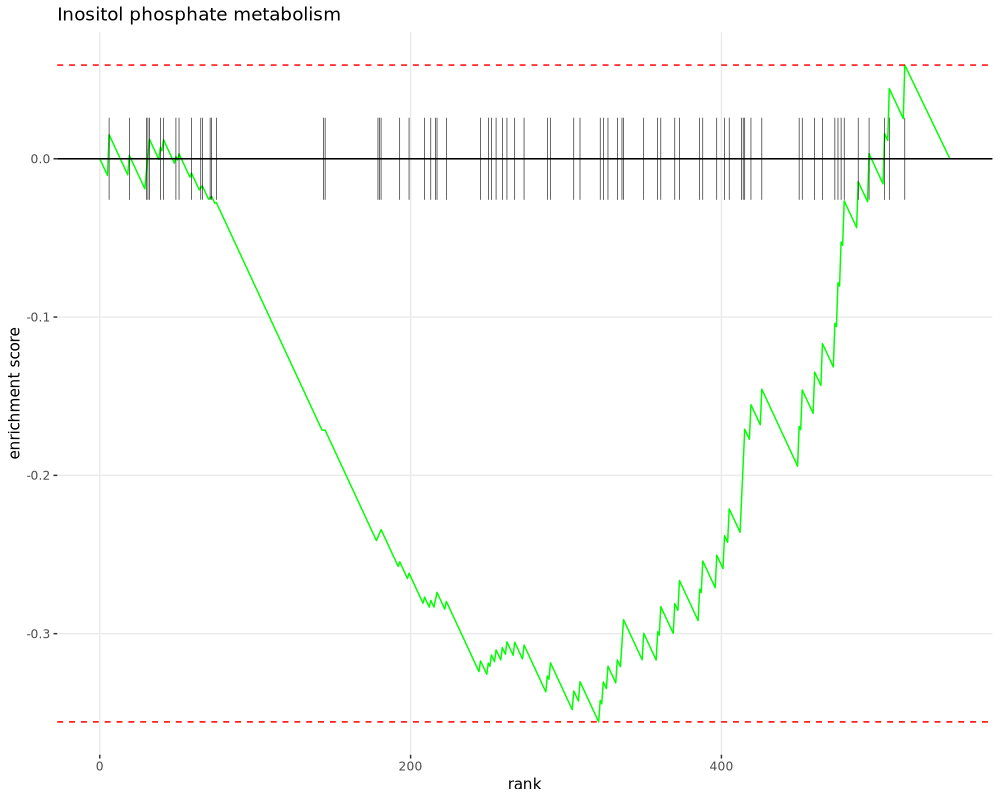 Inositol phosphate metabolism
0.0
-0.1
-0.2
-0.3
enrichment score
0
200
400
rank